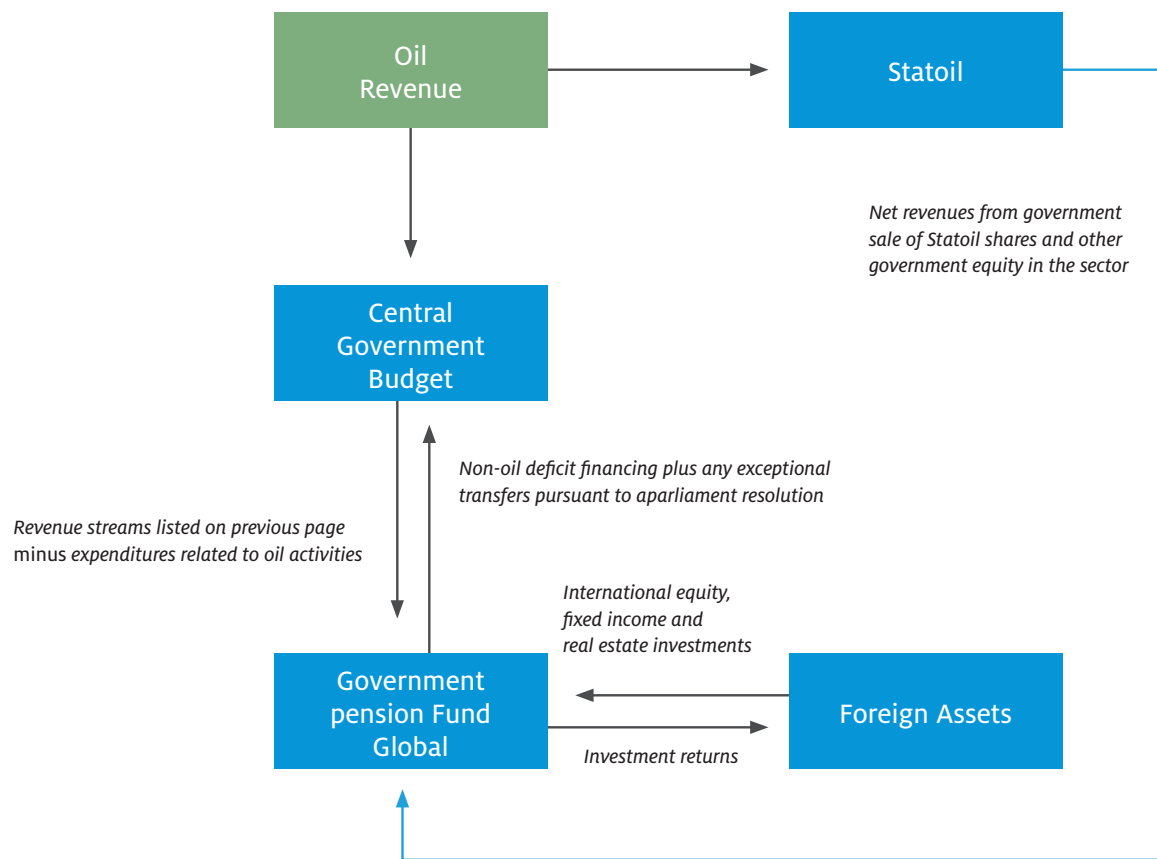 Oil
Revenue
Statoil
Net revenues from government
sale of Statoil shares and other
government equity in the sector
Central
Government
Budget
Non-oil deficit financing plus any exceptional
transfers pursuant to aparliament resolution
Revenue streams listed on previous page
minus expenditures related to oil activities
International equity,
fixed income and
real estate investments
Government
pension Fund
Global
Foreign Assets
Investment returns